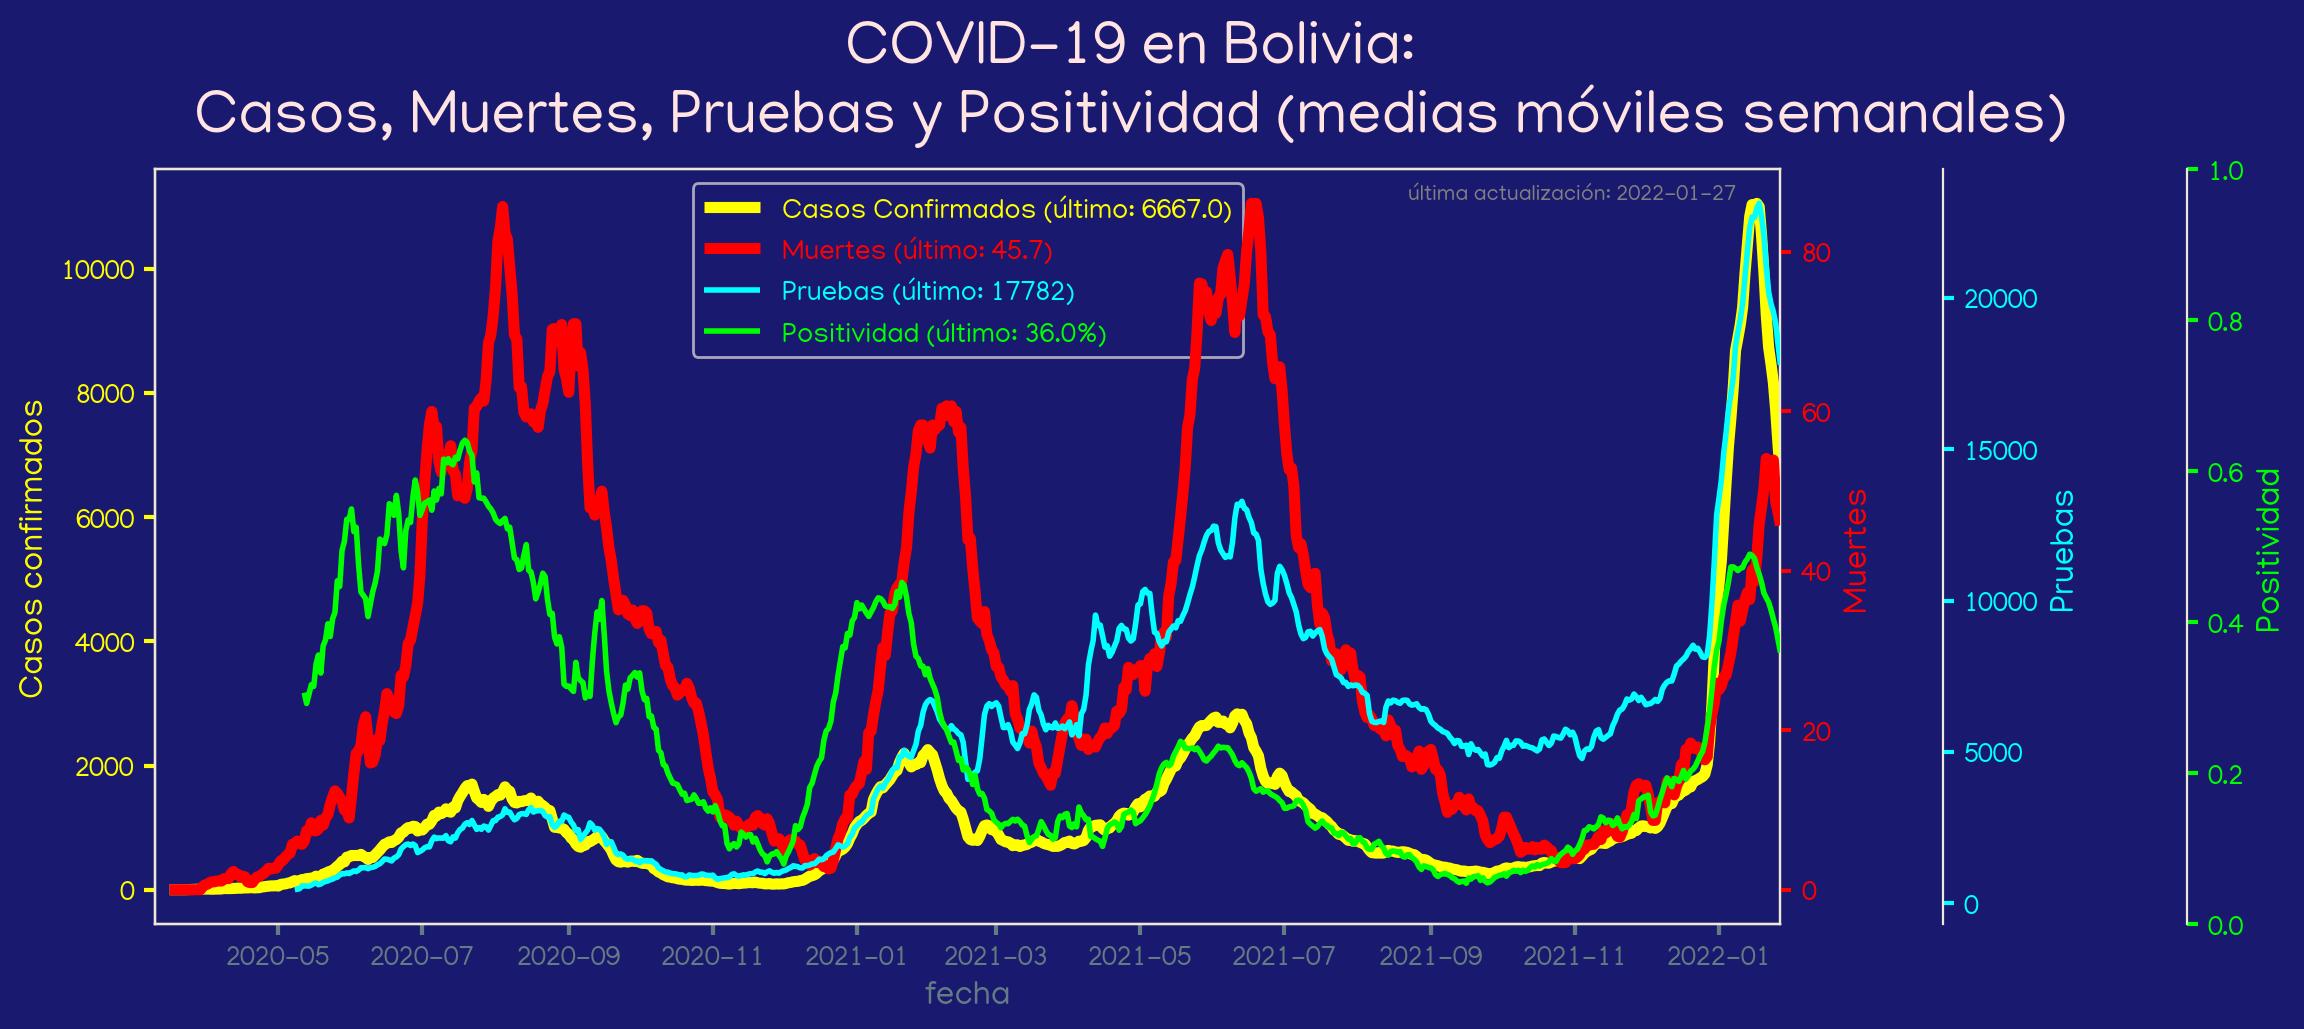 COVID-19 en Bolivia:
Casos, Muertes, Pruebas y Positividad (medias móviles semanales)
última actualización: 2022-01-27
Casos Confirmados (último: 6667.0)
Muertes (último: 45.7)
Pruebas (último: 17782)
Positividad (último: 36.0%)
Casos confirmados
10000
8000
6000
4000
2000
0
80
60
40
20
0
Muertes
20000
15000
10000
5000
0
Pruebas
1.0
0.8
0.6
0.4
0.2
0.0
Positividad
2020-05 2020-07 2020-09 2020-11 2021-01 2021-03 2021-05 2021-07 2021-09 2021-11 2022-01
fecha